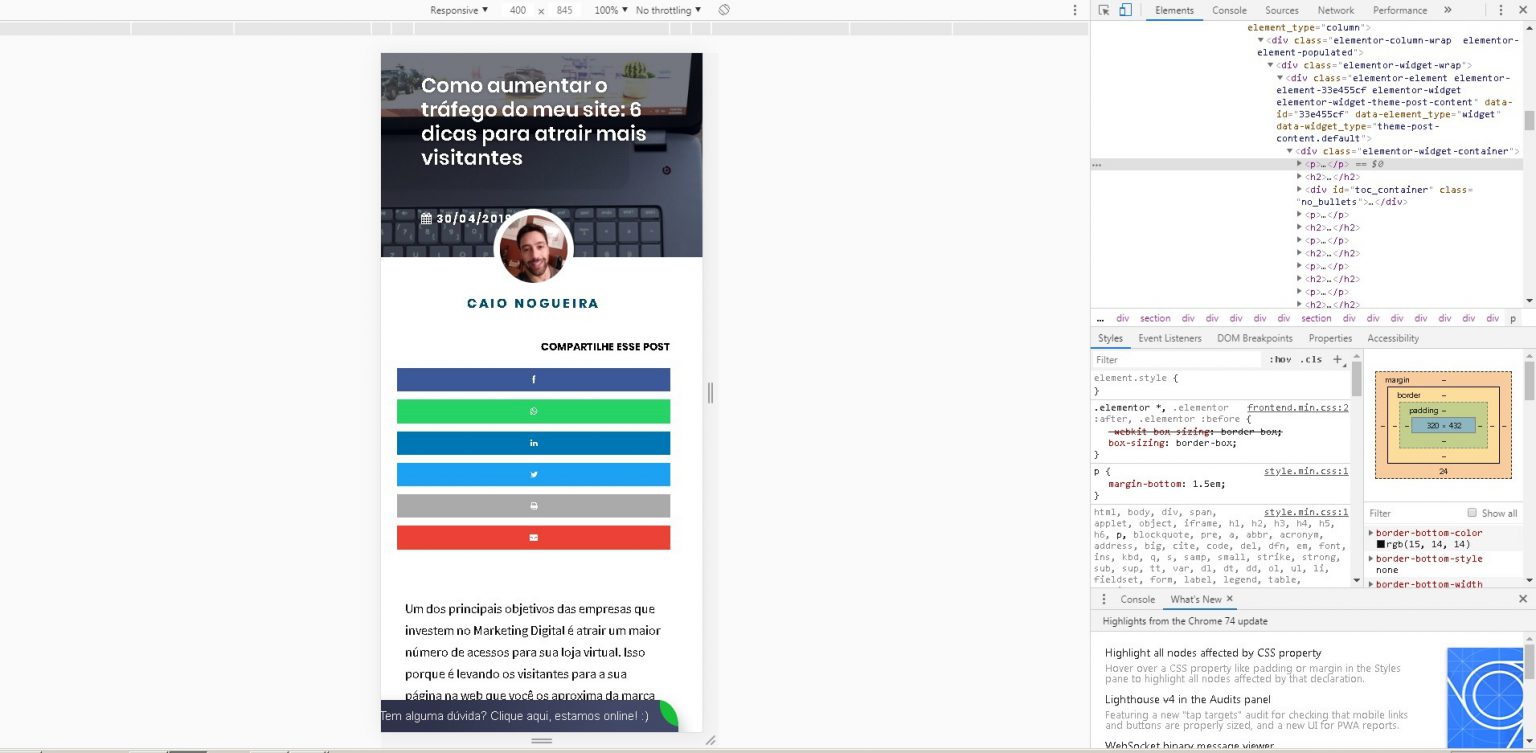 Responsive ▼ 400 x 845 100% ▼ No throttling ▼
Como aumentar o
tráfego do meu site: 6
dicas para atrair mais
visitantes
30/04/2019
CAIO NOGUEIRA
COMPARTILHE ESSE POST
Um dos principais objetivos das empresas que
investem no Marketing Digital é atrair um maior
número de acessos para sua loja virtual. Isso
porque é levando os visitantes para a sua
página na web que você os aproxima da marca
Tem alguma dúvida? Clique aqui, estamos online! :)
Elements Console Sources Network Performance »
element_type="column">
▼<div class="elementor-column-wrap elementor-
element-populated">
▼<div class="elementor-widget-wrap">
▼<div class="elementor-element elementor-
element-33e455cf elementor-widget
elementor-widget-theme-post-content" data-
id="33e455cf" data-element_type="widget"
data-widget_type="theme-post-
content.default">
▼<div class="elementor-widget-container">
… ▶<p>…</p> == $0
▶<h2>…</h2>
▶<div id="toc_container" class=
"no_bullets">…</div>
▶<p>…</p>
▶<h2>…</h2>
▶<p>…</p>
▶<h2>…</h2>
▶<p>…</p>
▶<h2>…</h2>
▶<p>…</p>
▶<h2>…</h2>
... div section div div div div div section div div div div div div div p
Styles Event Listeners DOM Breakpoints Properties Accessibility
Filter :hov .cls +
element.style {
}
.elementor *, .elementor frontend.min.css:2
:after, .elementor :before {
-webkit-box-sizing: border-box;
box-sizing: border-box;
}
p { style.min.css:1
margin-bottom: 1.5em;
}
html, body, div, span, style.min.css:1
applet, object, iframe, h1, h2, h3, h4, h5,
h6, p, blockquote, pre, a, abbr, acronym,
address, big, cite, code, del, dfn, em, font,
ins, kbd, q, s, samp, small, strike, strong,
sub, sup, tt, var, dl, dt, dd, ol, ul, li,
fieldset, form, label, legend, table,
margin –
border –
padding –
– – – 320 × 432 – – –
–
–
24
Filter Show all
▶border-bottom-color
rgb(15, 14, 14)
▶border-bottom-style
none
▶border-bottom-width
Console What's New ×
Highlights from the Chrome 74 update
Highlight all nodes affected by CSS property
Hover over a CSS property like padding or margin in the Styles
pane to highlight all nodes affected by that declaration.
Lighthouse v4 in the Audits panel
Featuring a new "tap targets" audit for checking that mobile links
and buttons are properly sized, and a new UI for PWA reports.
WebSocket binary message viewer